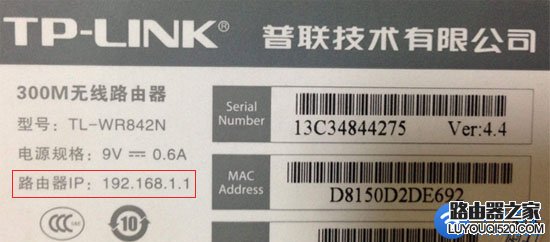 TP-LINK® 普联技术有限公司
300M无线路由器
型号：TL-WR842N
电源规格：9V ⎓ 0.6A
路由器IP：192.168.1.1
Serial Number
13C34844275 Ver:4.4
MAC Address
D8150D2DE692
CCC
10
路由器之家
LUYOUQI520.COM